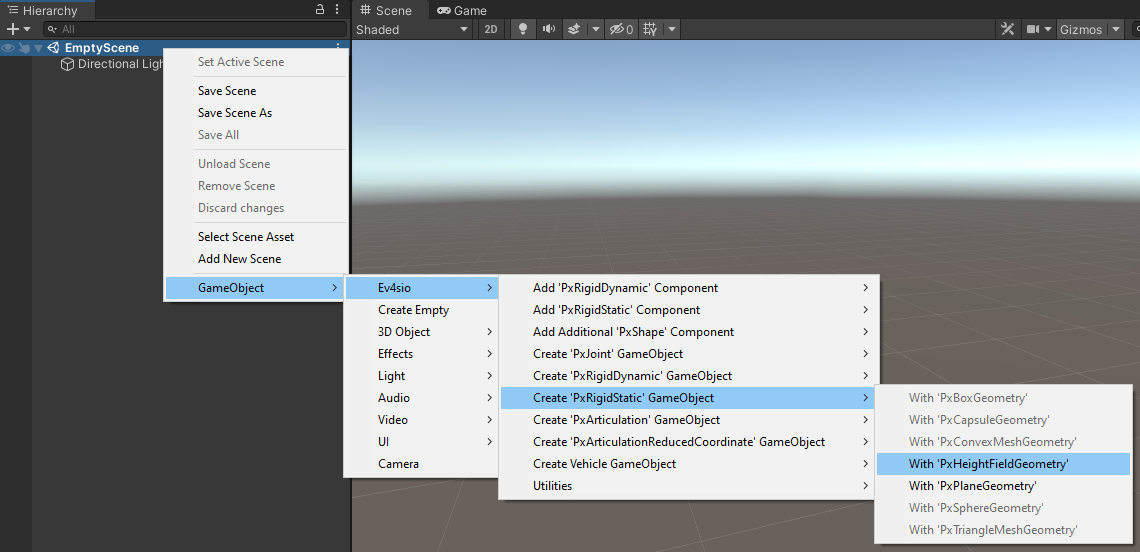 Hierarchy
All
EmptyScene
Directional Ligh
Scene
Game
Shaded
2D
0
Gizmos
Set Active Scene
Save Scene
Save Scene As
Save All
Unload Scene
Remove Scene
Discard changes
Select Scene Asset
Add New Scene
GameObject
Ev4sio
Create Empty
3D Object
Effects
Light
Audio
Video
UI
Camera
Add 'PxRigidDynamic' Component
Add 'PxRigidStatic' Component
Add Additional 'PxShape' Component
Create 'PxJoint' GameObject
Create 'PxRigidDynamic' GameObject
Create 'PxRigidStatic' GameObject
Create 'PxArticulation' GameObject
Create 'PxArticulationReducedCoordinate' GameObject
Create Vehicle GameObject
Utilities
With 'PxBoxGeometry'
With 'PxCapsuleGeometry'
With 'PxConvexMeshGeometry'
With 'PxHeightFieldGeometry'
With 'PxPlaneGeometry'
With 'PxSphereGeometry'
With 'PxTriangleMeshGeometry'